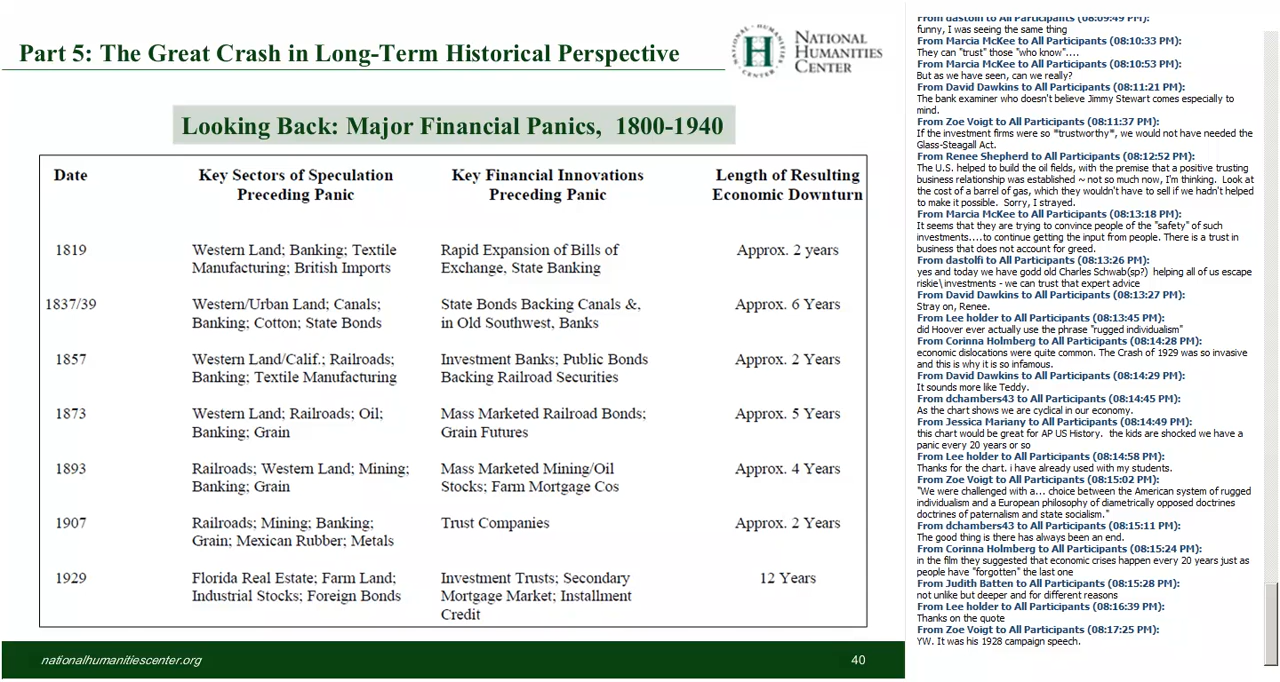 Part 5: The Great Crash in Long-Term Historical Perspective
NATIONAL HUMANITIES CENTER
NATIONAL
HUMANITIES
CENTER
Looking Back: Major Financial Panics, 1800-1940
Date
Key Sectors of Speculation
Preceding Panic
Key Financial Innovations
Preceding Panic
Length of Resulting
Economic Downturn
1819
Western Land; Banking; Textile
Manufacturing; British Imports
Rapid Expansion of Bills of
Exchange, State Banking
Approx. 2 years
1837/39
Western/Urban Land; Canals;
Banking; Cotton; State Bonds
State Bonds Backing Canals &,
in Old Southwest, Banks
Approx. 6 Years
1857
Western Land/Calif.; Railroads;
Banking; Textile Manufacturing
Investment Banks; Public Bonds
Backing Railroad Securities
Approx. 2 Years
1873
Western Land; Railroads; Oil;
Banking; Grain
Mass Marketed Railroad Bonds;
Grain Futures
Approx. 5 Years
1893
Railroads; Western Land; Mining;
Banking; Grain
Mass Marketed Mining/Oil
Stocks; Farm Mortgage Cos
Approx. 4 Years
1907
Railroads; Mining; Banking;
Grain; Mexican Rubber; Metals
Trust Companies
Approx. 2 Years
1929
Florida Real Estate; Farm Land;
Industrial Stocks; Foreign Bonds
Investment Trusts; Secondary
Mortgage Market; Installment
Credit
12 Years
nationalhumanitiescenter.org
40
From dastolfi to All Participants (08:09:49 PM):
funny, I was seeing the same thing
From Marcia McKee to All Participants (08:10:33 PM):
They can "trust" those "who know"....
From Marcia McKee to All Participants (08:10:53 PM):
But as we have seen, can we really?
From David Dawkins to All Participants (08:11:21 PM):
The bank examiner who doesn't believe Jimmy Stewart comes especially to
mind.
From Zoe Voigt to All Participants (08:11:37 PM):
If the investment firms were so *trustworthy*, we would not have needed the
Glass-Steagall Act.
From Renee Shepherd to All Participants (08:12:52 PM):
The U.S. helped to build the oil fields, with the premise that a positive trusting
business relationship was established ~ not so much now, I'm thinking. Look at
the cost of a barrel of gas, which they wouldn't have to sell if we hadn't helped
to make it possible. Sorry, I strayed.
From Marcia McKee to All Participants (08:13:18 PM):
It seems that they are trying to convince people of the "safety" of such
investments....to continue getting the input from people. There is a trust in
business that does not account for greed.
From dastolfi to All Participants (08:13:26 PM):
yes and today we have godd old Charles Schwab(sp?) helping all of us escape
riskie\investments - we can trust that expert advice
From David Dawkins to All Participants (08:13:27 PM):
Stray on, Renee.
From Lee holder to All Participants (08:13:45 PM):
did Hoover ever actually use the phrase "rugged individualism"
From Corinna Holmberg to All Participants (08:14:28 PM):
economic dislocations were quite common. The Crash of 1929 was so invasive
and this is why it is so infamous.
From David Dawkins to All Participants (08:14:29 PM):
It sounds more like Teddy.
From dchambers43 to All Participants (08:14:45 PM):
As the chart shows we are cyclical in our economy.
From Jessica Mariany to All Participants (08:14:49 PM):
this chart would be great for AP US History. the kids are shocked we have a
panic every 20 years or so
From Lee holder to All Participants (08:14:58 PM):
Thanks for the chart. i have already used with my students.
From Zoe Voigt to All Participants (08:15:02 PM):
"We were challenged with a... choice between the American system of rugged
individualism and a European philosophy of diametrically opposed doctrines
doctrines of paternalism and state socialism."
From dchambers43 to All Participants (08:15:11 PM):
The good thing is there has always been an end.
From Corinna Holmberg to All Participants (08:15:24 PM):
in the film they suggested that economic crises happen every 20 years just as
people have "forgotten" the last one
From Judith Batten to All Participants (08:15:28 PM):
not unlike but deeper and for different reasons
From Lee holder to All Participants (08:16:39 PM):
Thanks on the quote
From Zoe Voigt to All Participants (08:17:25 PM):
YW. It was his 1928 campaign speech.